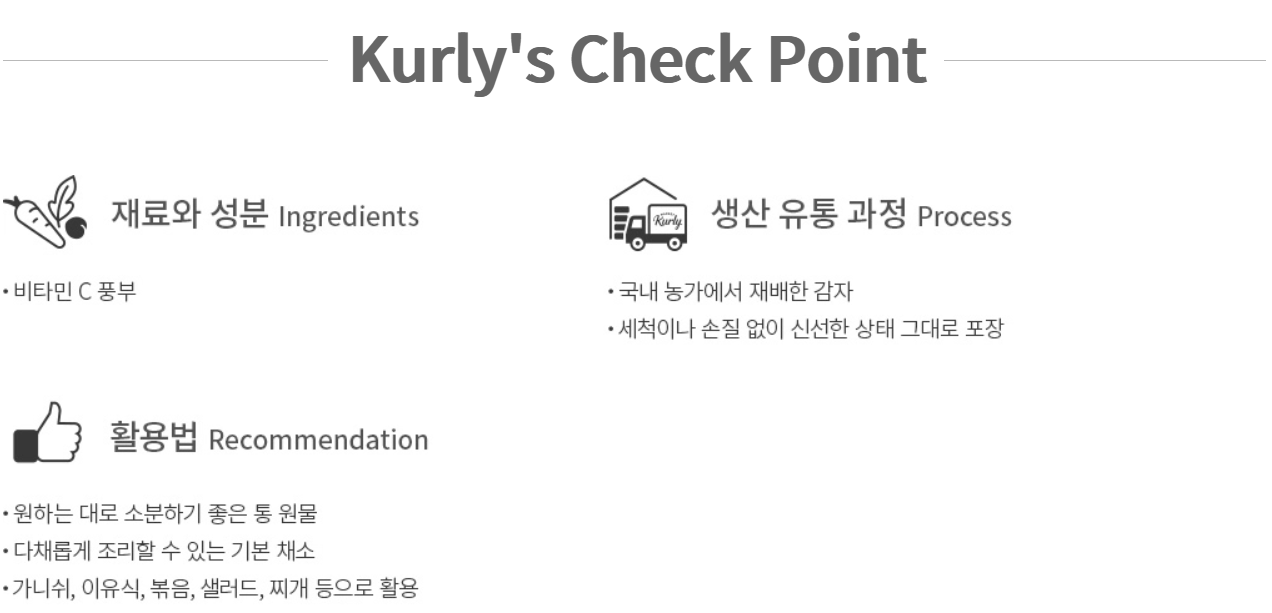 Kurly's Check Point
재료와 성분 Ingredients
• 비타민 C 풍부
Kurly
생산 유통 과정 Process
• 국내 농가에서 재배한 감자
• 세척이나 손질 없이 신선한 상태 그대로 포장
활용법 Recommendation
• 원하는 대로 소분하기 좋은 통 원물
• 다채롭게 조리할 수 있는 기본 채소
• 가니쉬, 이유식, 볶음, 샐러드, 찌개 등으로 활용